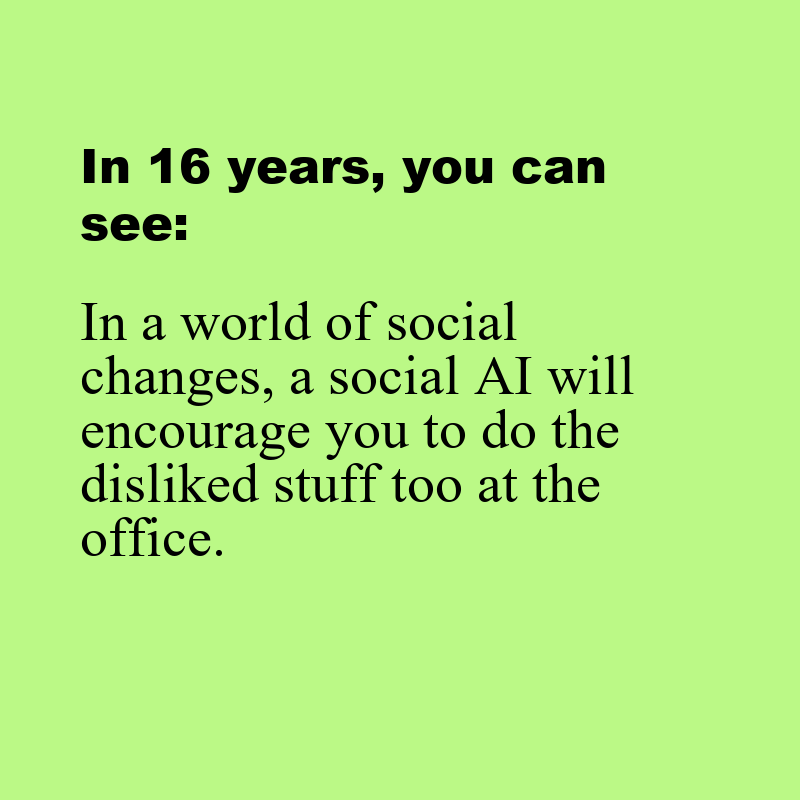 In 16 years, you can
see:
In a world of social
changes, a social AI will
encourage you to do the
disliked stuff too at the
office.